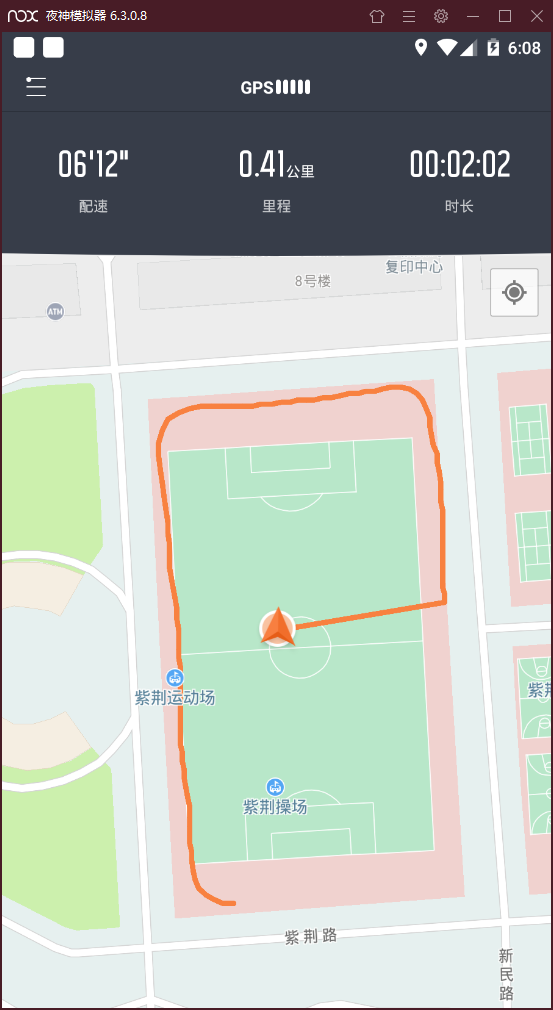 nox 夜神模拟器 6.3.0.8
6:08
GPS
06'12" 0.41公里 00:02:02
配速 里程 时长
复印中心
8号楼
ATM
紫荆运动场
紫荆
紫荆操场
紫荆路
新民路